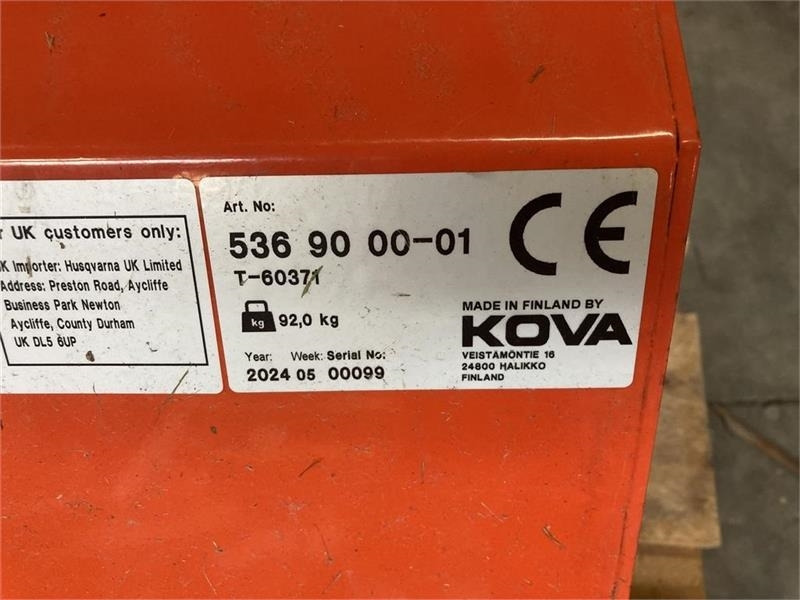 r UK customers only:
K Importer: Husqvarna UK Limited
Address: Preston Road, Aycliffe
Business Park Newton
Aycliffe, County Durham
UK DL5 6UP
Art. No:
536 90 00-01
T-60371
kg 92,0 kg
Year: Week: Serial No:
2024 05 00099
CE
MADE IN FINLAND BY
KOVA
VEISTÄMÖNTIE 16
24800 HALIKKO
FINLAND